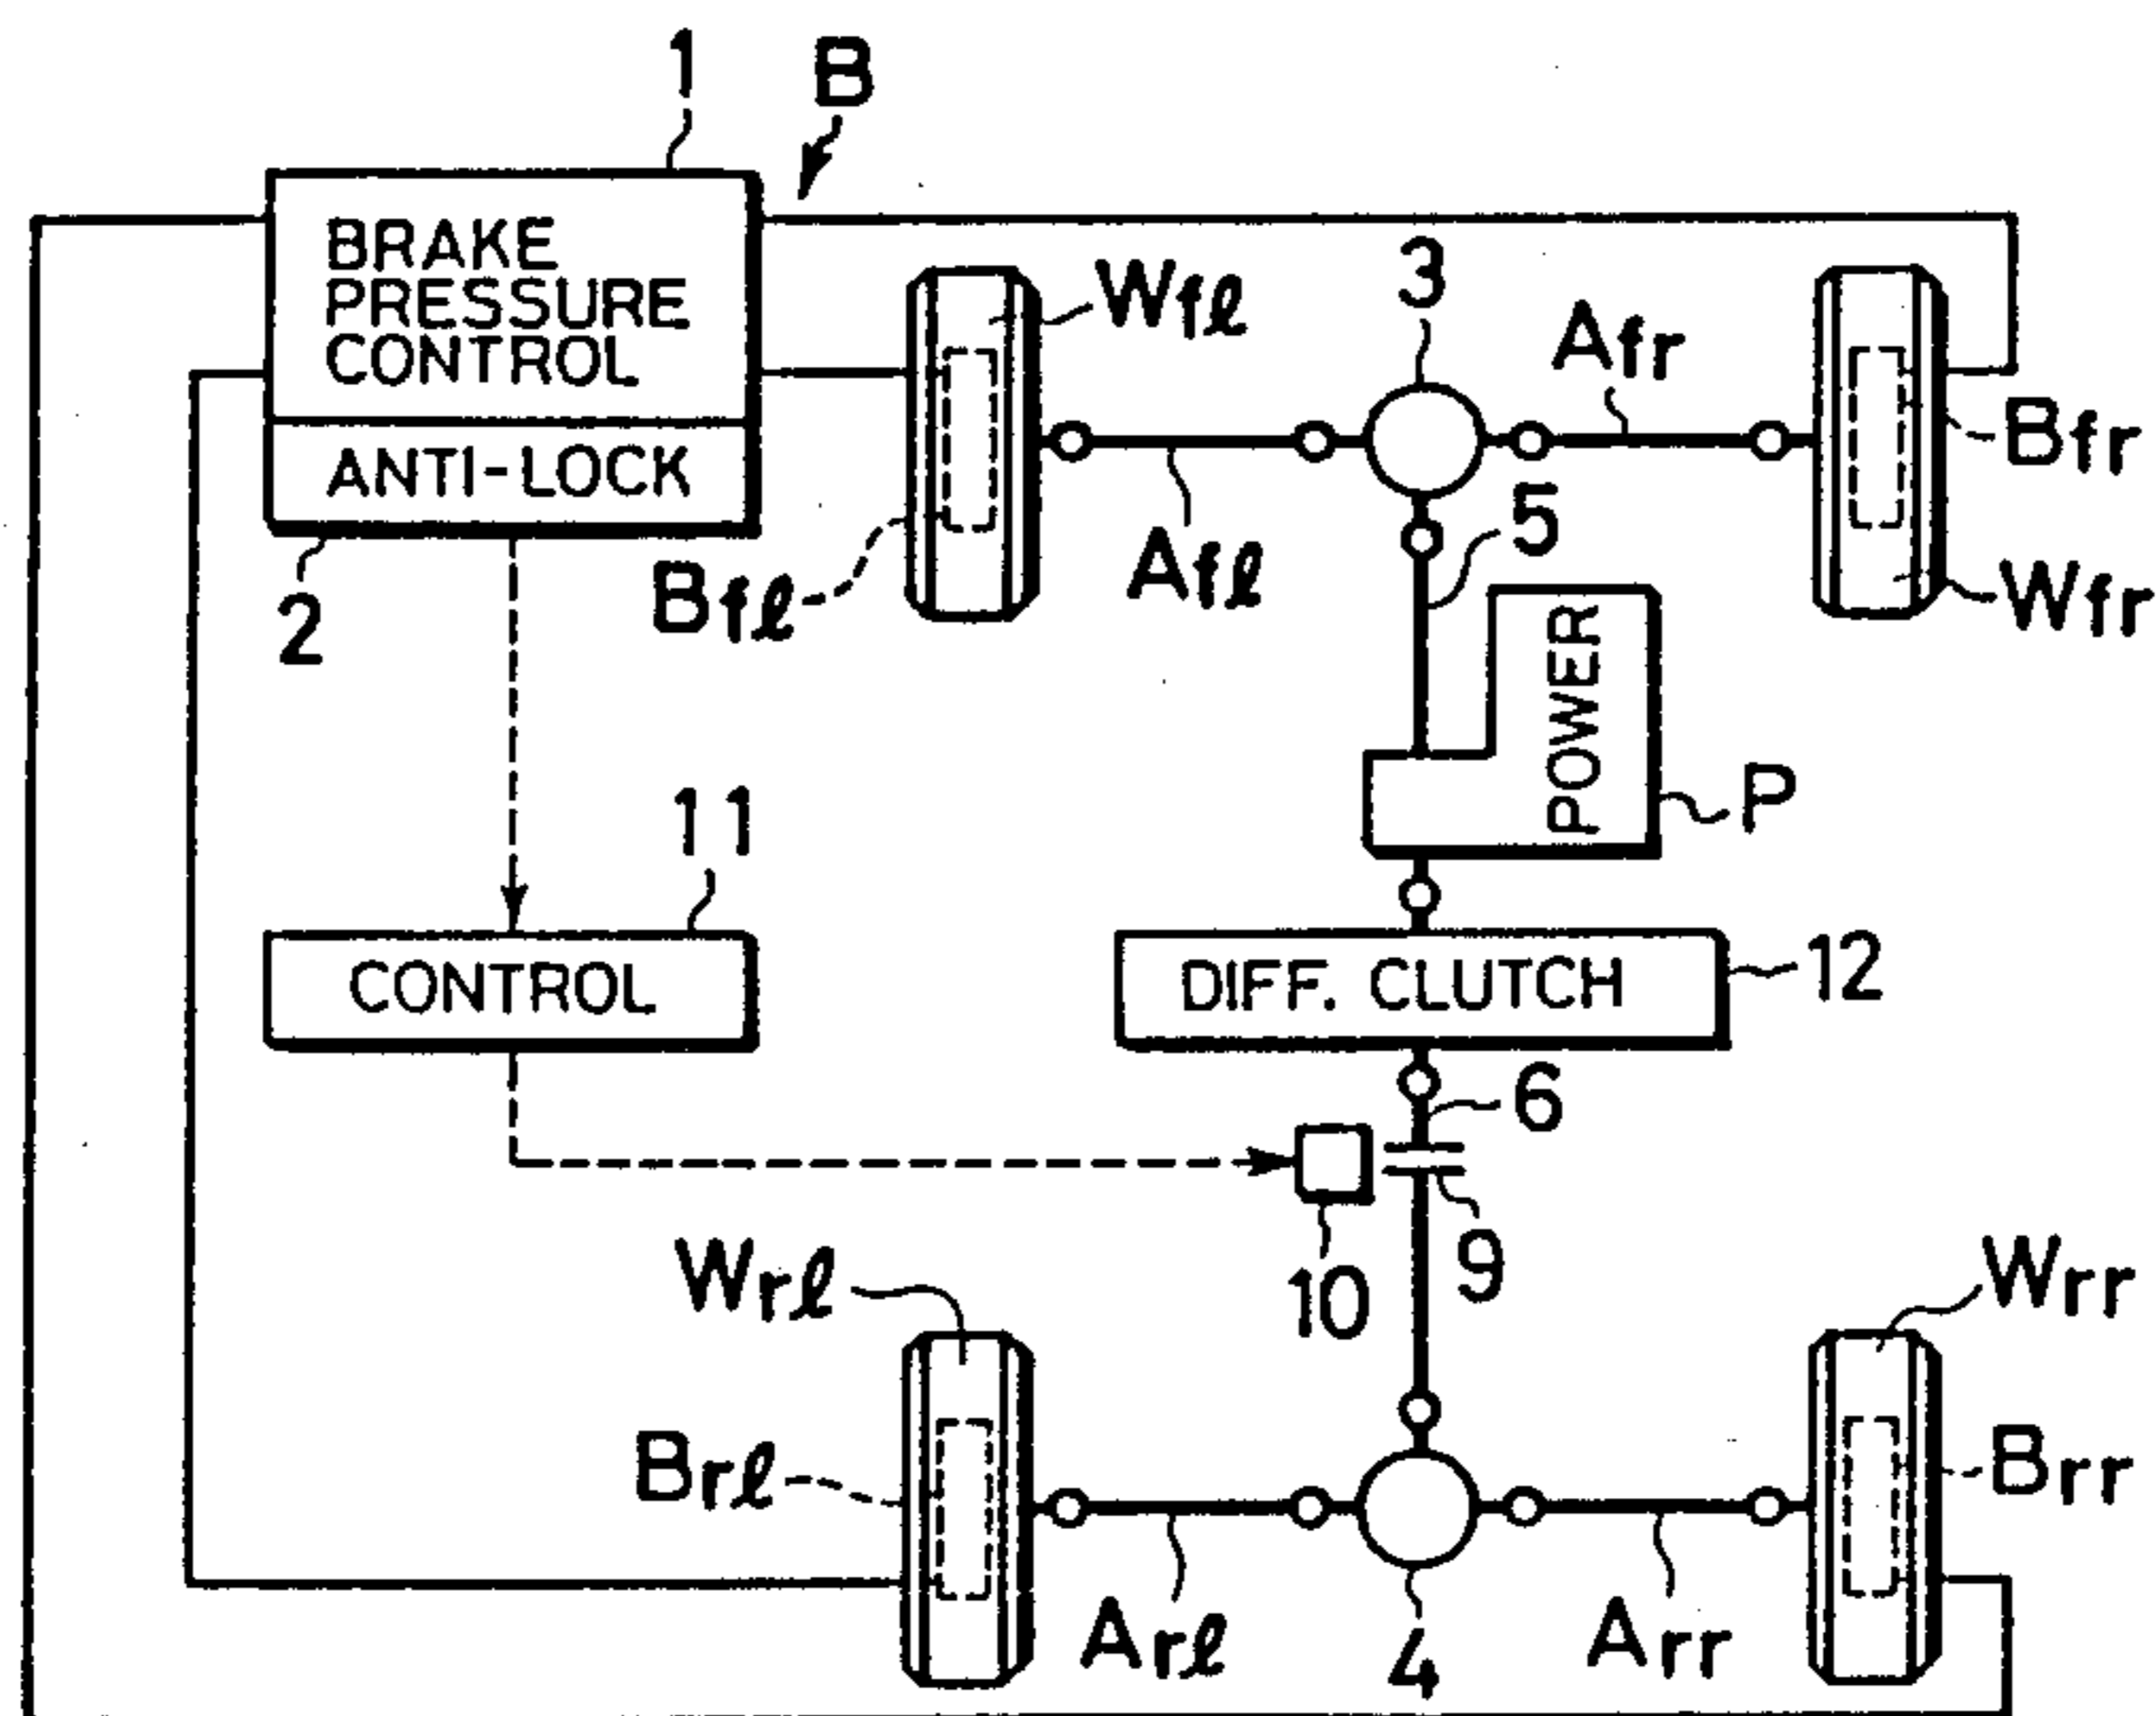 1
B
BRAKE
PRESSURE
CONTROL
ANTI-LOCK
2
Wfℓ
3
Afr
Bfr
Bfℓ
Afℓ
5
Wfr
POWER
P
11
CONTROL
DIFF. CLUTCH
12
6
10
9
Wrℓ
Wrr
Brℓ
Brr
Arℓ
4
Arr